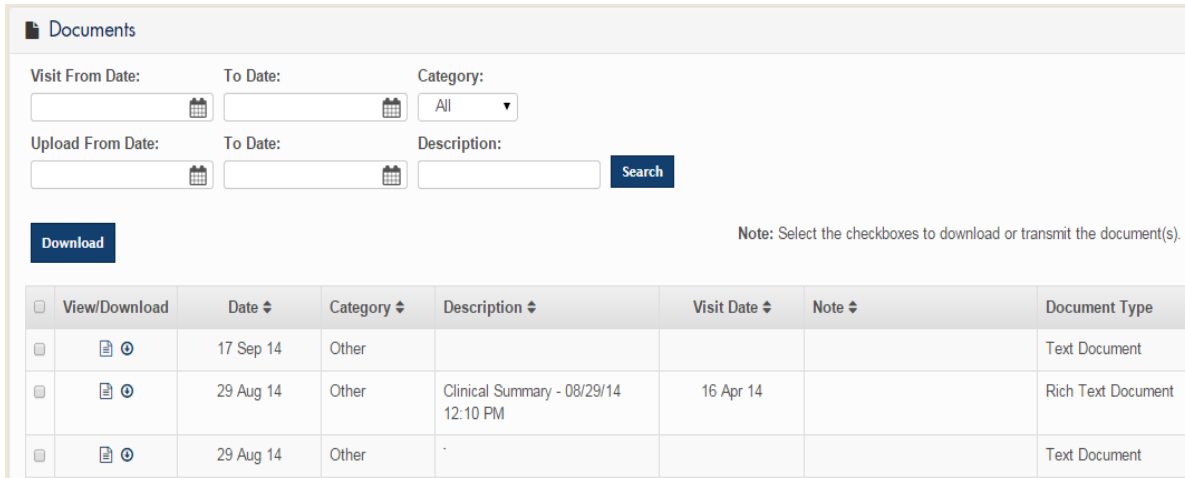 Documents
Visit From Date: To Date: Category:
All
Upload From Date: To Date: Description:
Search
Download
Note: Select the checkboxes to download or transmit the document(s).
View/Download Date Category Description Visit Date Note Document Type
17 Sep 14 Other Text Document
29 Aug 14 Other Clinical Summary - 08/29/14 16 Apr 14 Rich Text Document
12:10 PM
29 Aug 14 Other . Text Document